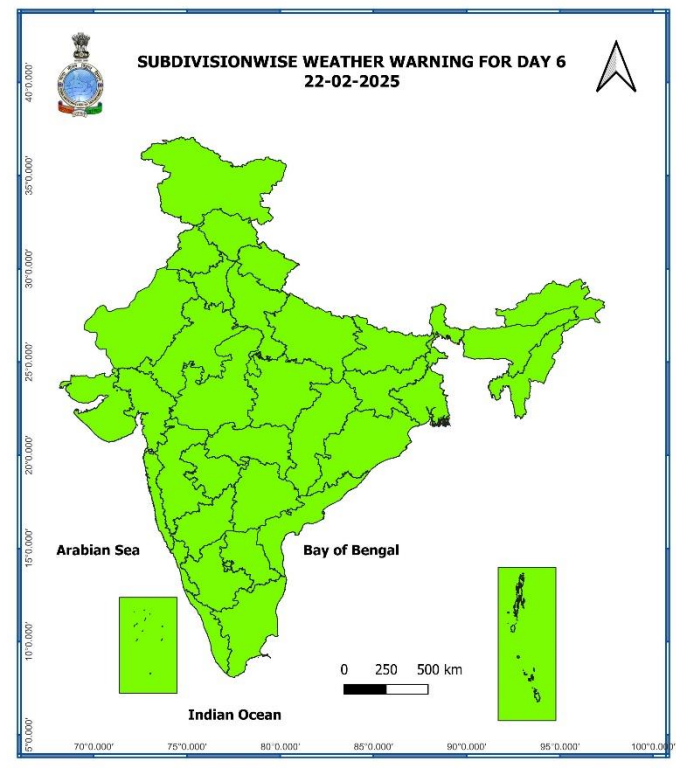 SUBDIVISIONWISE WEATHER WARNING FOR DAY 6
22-02-2025
40°0.000'
35°0.000'
30°0.000'
25°0.000'
20°0.000'
15°0.000'
10°0.000'
5°0.000'
Arabian Sea
Bay of Bengal
0 250 500 km
Indian Ocean
70°0.000' 75°0.000' 80°0.000' 85°0.000' 90°0.000' 95°0.000' 100°0.000'